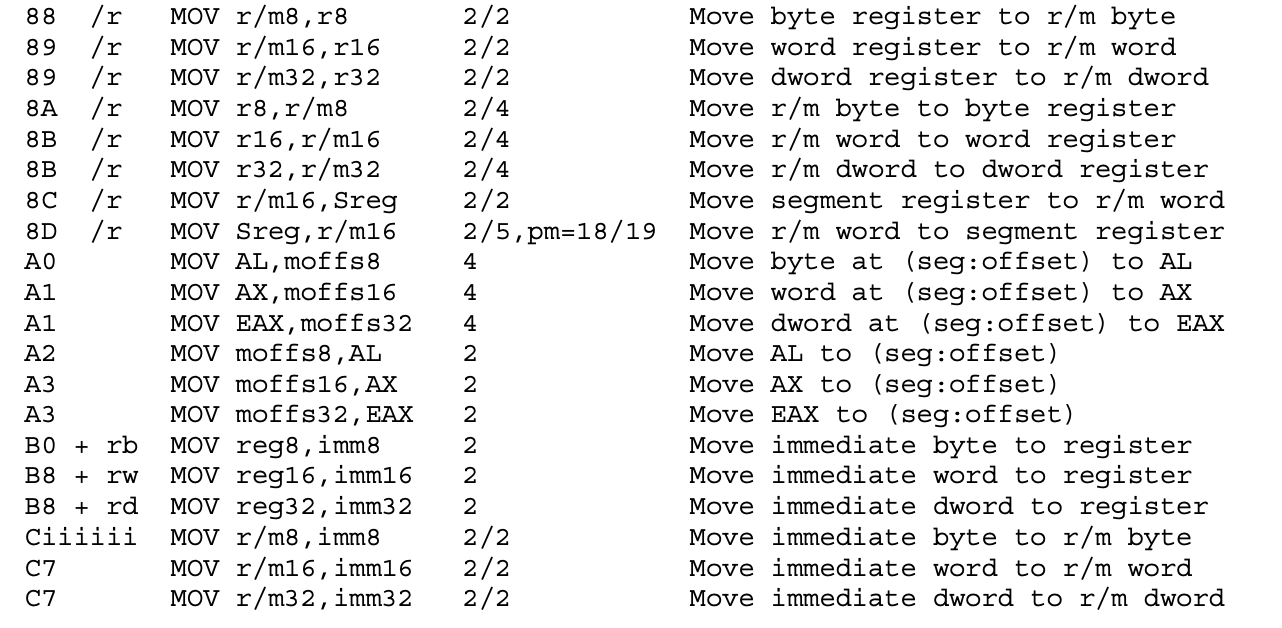 88  /r   MOV r/m8,r8       2/2           Move byte register to r/m byte
89  /r   MOV r/m16,r16     2/2           Move word register to r/m word
89  /r   MOV r/m32,r32     2/2           Move dword register to r/m dword
8A  /r   MOV r8,r/m8       2/4           Move r/m byte to byte register
8B  /r   MOV r16,r/m16     2/4           Move r/m word to word register
8B  /r   MOV r32,r/m32     2/4           Move r/m dword to dword register
8C  /r   MOV r/m16,Sreg    2/2           Move segment register to r/m word
8D  /r   MOV Sreg,r/m16    2/5,pm=18/19  Move r/m word to segment register
A0       MOV AL,moffs8     4             Move byte at (seg:offset) to AL
A1       MOV AX,moffs16    4             Move word at (seg:offset) to AX
A1       MOV EAX,moffs32   4             Move dword at (seg:offset) to EAX
A2       MOV moffs8,AL     2             Move AL to (seg:offset)
A3       MOV moffs16,AX    2             Move AX to (seg:offset)
A3       MOV moffs32,EAX   2             Move EAX to (seg:offset)
B0 + rb  MOV reg8,imm8     2             Move immediate byte to register
B8 + rw  MOV reg16,imm16   2             Move immediate word to register
B8 + rd  MOV reg32,imm32   2             Move immediate dword to register
Ciiiiii  MOV r/m8,imm8     2/2           Move immediate byte to r/m byte
C7       MOV r/m16,imm16   2/2           Move immediate word to r/m word
C7       MOV r/m32,imm32   2/2           Move immediate dword to r/m dword